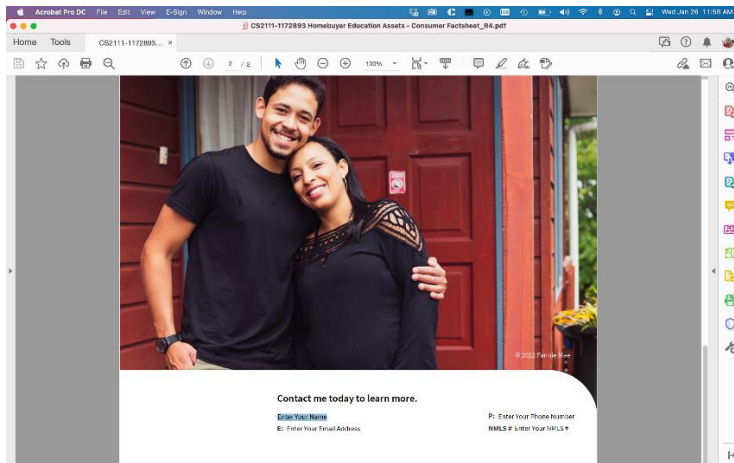 Acrobat Pro DC File Edit View E-Sign Window Help Wed Jan 26 11:58 AM
CS2111-1172893 Homebuyer Education Assets - Consumer Factsheet_R4.pdf
Home Tools CS2111-1172893... ×
2 / 2 100%
© 2022 Fannie Mae
Contact me today to learn more.
Enter Your Name P: Enter Your Phone Number
E: Enter Your Email Address NMLS # Enter Your NMLS #